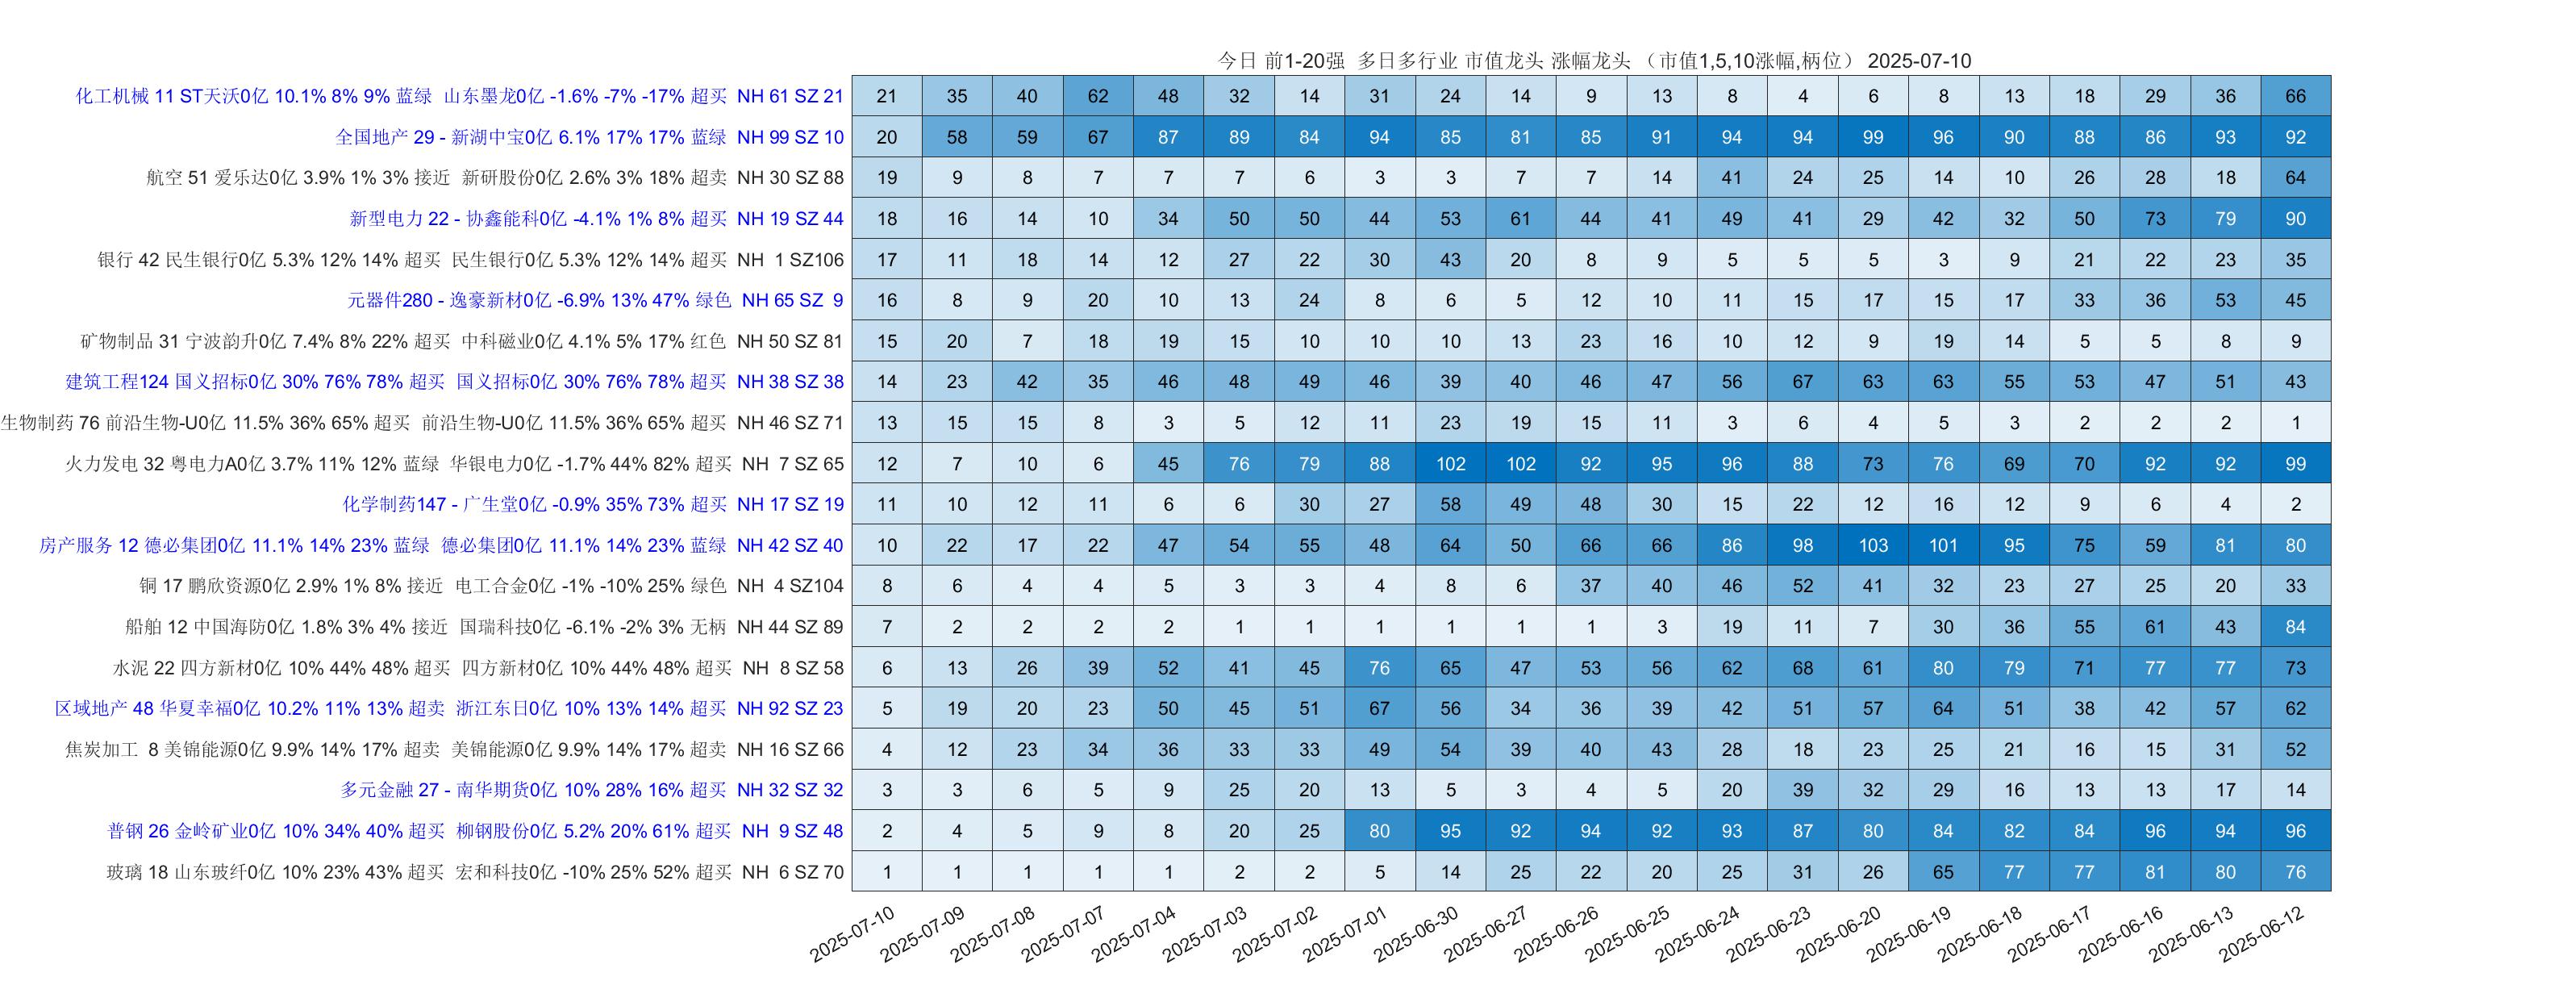 今日 前1-20强 多日多行业 市值龙头 涨幅龙头 （市值1,5,10涨幅,柄位） 2025-07-10
化工机械 11 ST天沃0亿 10.1% 8% 9% 蓝绿 山东墨龙0亿 -1.6% -7% -17% 超买 NH 61 SZ 21 21 35 40 62 48 32 14 31 24 14 9 13 8 4 6 8 13 18 29 36 66
全国地产 29 - 新湖中宝0亿 6.1% 17% 17% 蓝绿 NH 99 SZ 10 20 58 59 67 87 89 84 94 85 81 85 91 94 94 99 96 90 88 86 93 92
航空 51 爱乐达0亿 3.9% 1% 3% 接近 新研股份0亿 2.6% 3% 18% 超卖 NH 30 SZ 88 19 9 8 7 7 7 6 3 3 7 7 14 41 24 25 14 10 26 28 18 64
新型电力 22 - 协鑫能科0亿 -4.1% 1% 8% 超买 NH 19 SZ 44 18 16 14 10 34 50 50 44 53 61 44 41 49 41 29 42 32 50 73 79 90
银行 42 民生银行0亿 5.3% 12% 14% 超买 民生银行0亿 5.3% 12% 14% 超买 NH 1 SZ106 17 11 18 14 12 27 22 30 43 20 8 9 5 5 5 3 9 21 22 23 35
元器件280 - 逸豪新材0亿 -6.9% 13% 47% 绿色 NH 65 SZ 9 16 8 9 20 10 13 24 8 6 5 12 10 11 15 17 15 17 33 36 53 45
矿物制品 31 宁波韵升0亿 7.4% 8% 22% 超买 中科磁业0亿 4.1% 5% 17% 红色 NH 50 SZ 81 15 20 7 18 19 15 10 10 10 13 23 16 10 12 9 19 14 5 5 8 9
建筑工程124 国义招标0亿 30% 76% 78% 超买 国义招标0亿 30% 76% 78% 超买 NH 38 SZ 38 14 23 42 35 46 48 49 46 39 40 46 47 56 67 63 63 55 53 47 51 43
生物制药 76 前沿生物-U0亿 11.5% 36% 65% 超买 前沿生物-U0亿 11.5% 36% 65% 超买 NH 46 SZ 71 13 15 15 8 3 5 12 11 23 19 15 11 3 6 4 5 3 2 2 2 1
火力发电 32 粤电力A0亿 3.7% 11% 12% 蓝绿 华银电力0亿 -1.7% 44% 82% 超买 NH 7 SZ 65 12 7 10 6 45 76 79 88 102 102 92 95 96 88 73 76 69 70 92 92 99
化学制药147 - 广生堂0亿 -0.9% 35% 73% 超买 NH 17 SZ 19 11 10 12 11 6 6 30 27 58 49 48 30 15 22 12 16 12 9 6 4 2
房产服务 12 德必集团0亿 11.1% 14% 23% 蓝绿 德必集团0亿 11.1% 14% 23% 蓝绿 NH 42 SZ 40 10 22 17 22 47 54 55 48 64 50 66 66 86 98 103 101 95 75 59 81 80
铜 17 鹏欣资源0亿 2.9% 1% 8% 接近 电工合金0亿 -1% -10% 25% 绿色 NH 4 SZ104 8 6 4 4 5 3 3 4 8 6 37 40 46 52 41 32 23 27 25 20 33
船舶 12 中国海防0亿 1.8% 3% 4% 接近 国瑞科技0亿 -6.1% -2% 3% 无柄 NH 44 SZ 89 7 2 2 2 2 1 1 1 1 1 1 3 19 11 7 30 36 55 61 43 84
水泥 22 四方新材0亿 10% 44% 48% 超买 四方新材0亿 10% 44% 48% 超买 NH 8 SZ 58 6 13 26 39 52 41 45 76 65 47 53 56 62 68 61 80 79 71 77 77 73
区域地产 48 华夏幸福0亿 10.2% 11% 13% 超卖 浙江东日0亿 10% 13% 14% 超买 NH 92 SZ 23 5 19 20 23 50 45 51 67 56 34 36 39 42 51 57 64 51 38 42 57 62
焦炭加工 8 美锦能源0亿 9.9% 14% 17% 超卖 美锦能源0亿 9.9% 14% 17% 超卖 NH 16 SZ 66 4 12 23 34 36 33 33 49 54 39 40 43 28 18 23 25 21 16 15 31 52
多元金融 27 - 南华期货0亿 10% 28% 16% 超买 NH 32 SZ 32 3 3 6 5 9 25 20 13 5 3 4 5 20 39 32 29 16 13 13 17 14
普钢 26 金岭矿业0亿 10% 34% 40% 超买 柳钢股份0亿 5.2% 20% 61% 超买 NH 9 SZ 48 2 4 5 9 8 20 25 80 95 92 94 92 93 87 80 84 82 84 96 94 96
玻璃 18 山东玻纤0亿 10% 23% 43% 超买 宏和科技0亿 -10% 25% 52% 超买 NH 6 SZ 70 1 1 1 1 1 2 2 5 14 25 22 20 25 31 26 65 77 77 81 80 76
2025-07-10 2025-07-09 2025-07-08 2025-07-07 2025-07-04 2025-07-03 2025-07-02 2025-07-01 2025-06-30 2025-06-27 2025-06-26 2025-06-25 2025-06-24 2025-06-23 2025-06-20 2025-06-19 2025-06-18 2025-06-17 2025-06-16 2025-06-13 2025-06-12